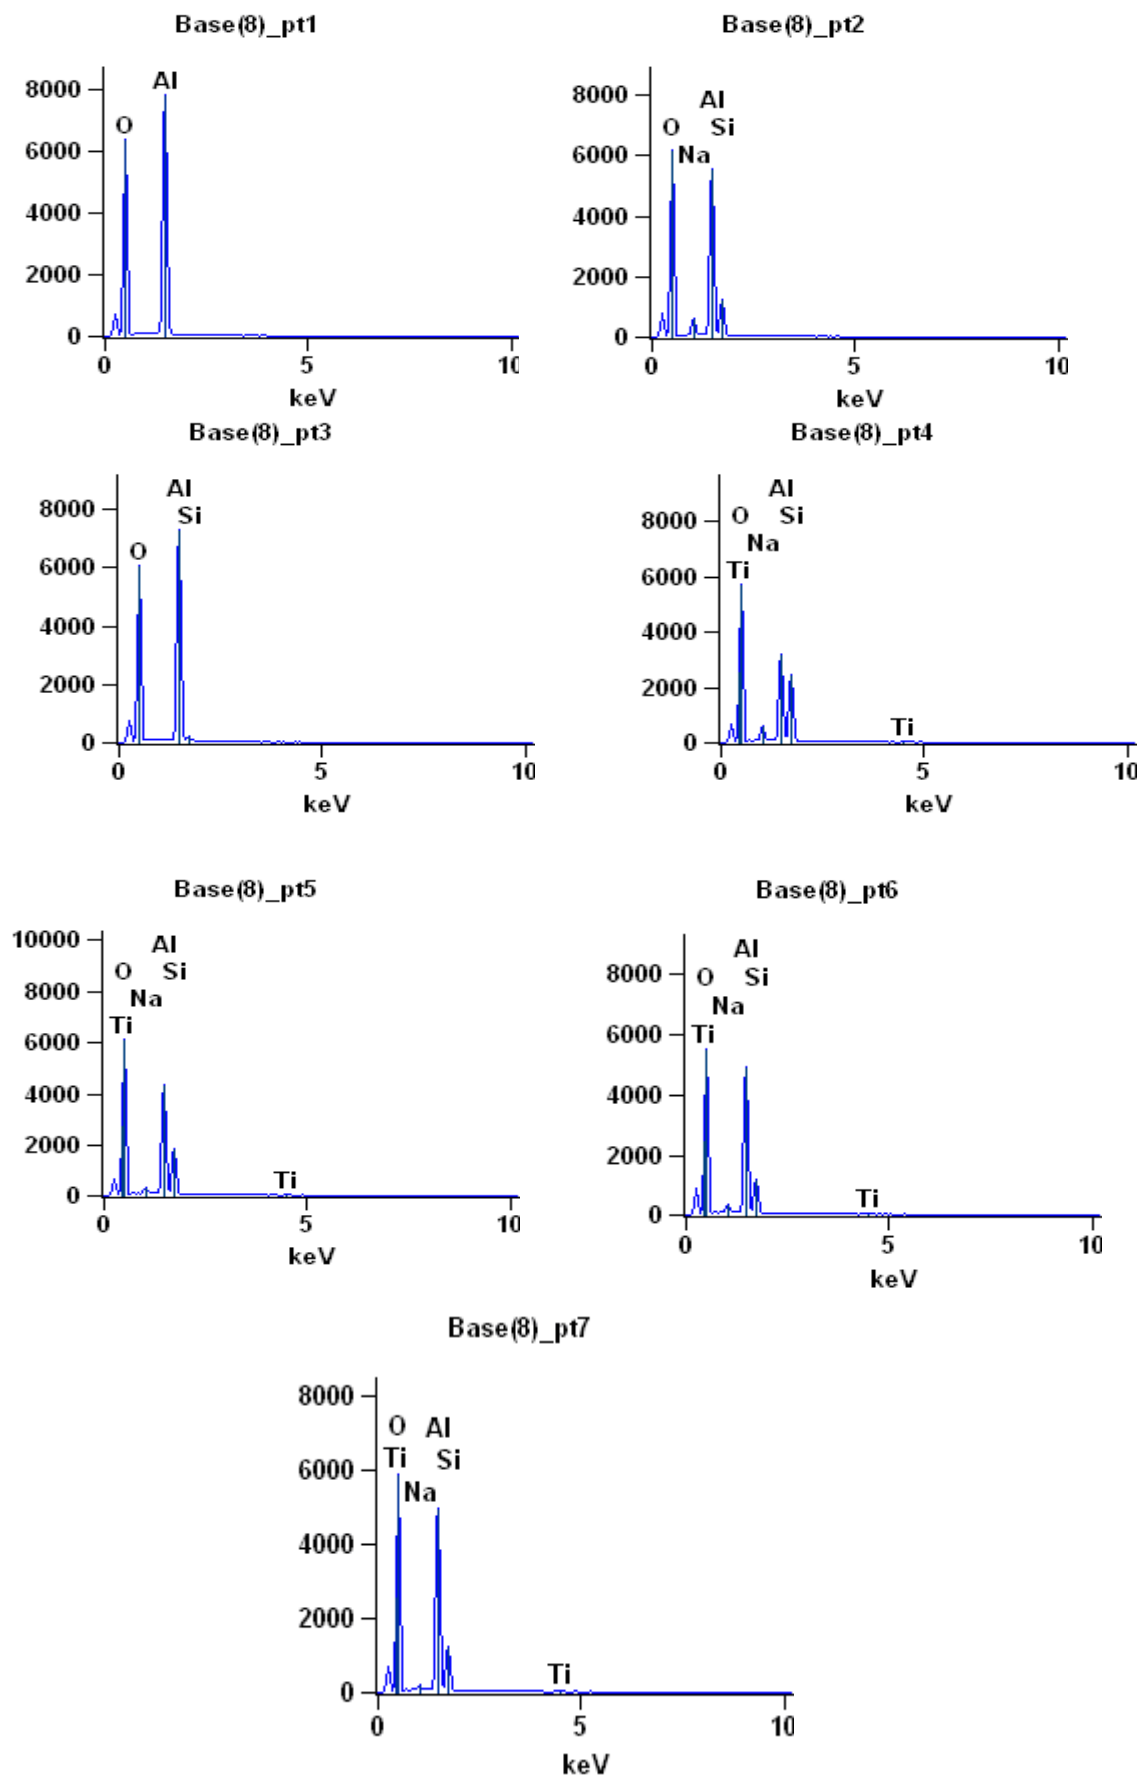 Base(8)_pt1
8000
6000
4000
2000
0
Al
O
0 5 10
keV
Base(8)_pt2
8000
6000
4000
2000
0
Al
O Si
Na
0 5 10
keV
Base(8)_pt3
8000
6000
4000
2000
0
Al
Si
O
0 5 10
keV
Base(8)_pt4
8000
6000
4000
2000
0
Al
O Si
Na
Ti
Ti
0 5 10
keV
Base(8)_pt5
10000
8000
6000
4000
2000
0
Al
O Si
Na
Ti
Ti
0 5 10
keV
Base(8)_pt6
8000
6000
4000
2000
0
Al
O Si
Na
Ti
Ti
0 5 10
keV
Base(8)_pt7
8000
6000
4000
2000
0
O Al
Ti Si
Na
Ti
0 5 10
keV